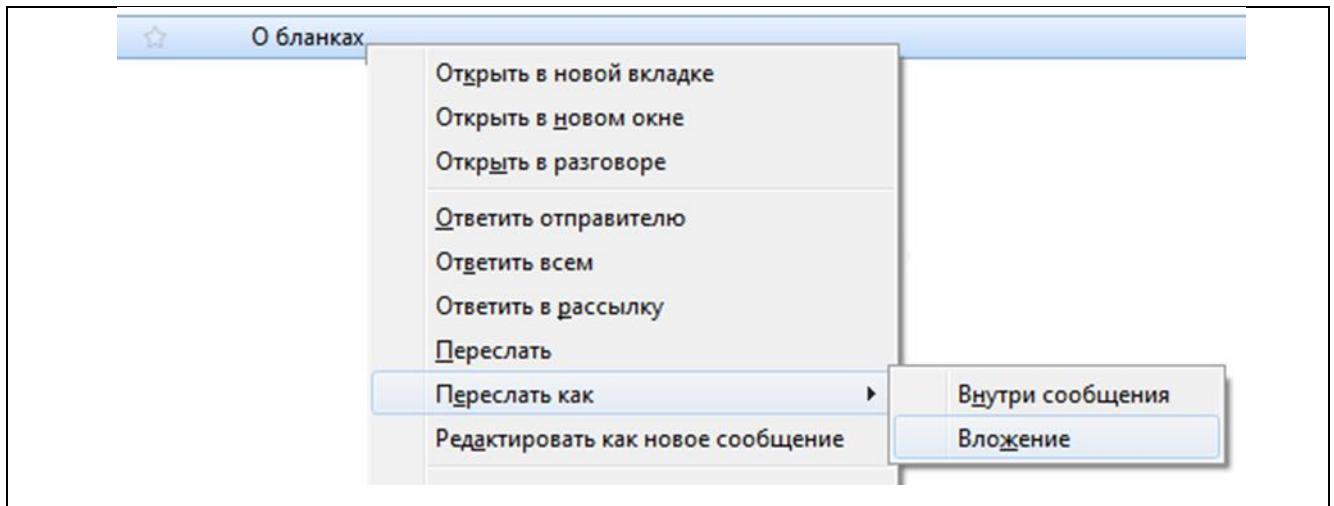 О бланках
Открыть в новой вкладке
Открыть в новом окне
Открыть в разговоре
Ответить отправителю
Ответить всем
Ответить в рассылку
Переслать
Переслать как
Внутри сообщения
Редактировать как новое сообщение
Вложение